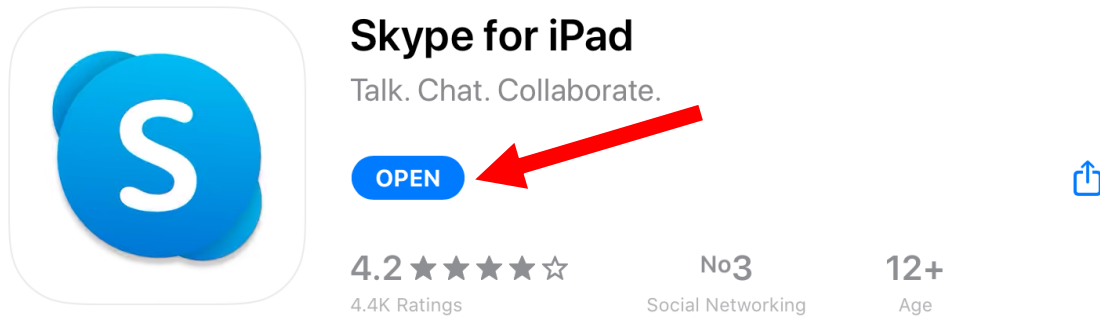 S
Skype for iPad
Talk. Chat. Collaborate.
OPEN
4.2
No3
12+
4.4K Ratings
Social Networking
Age